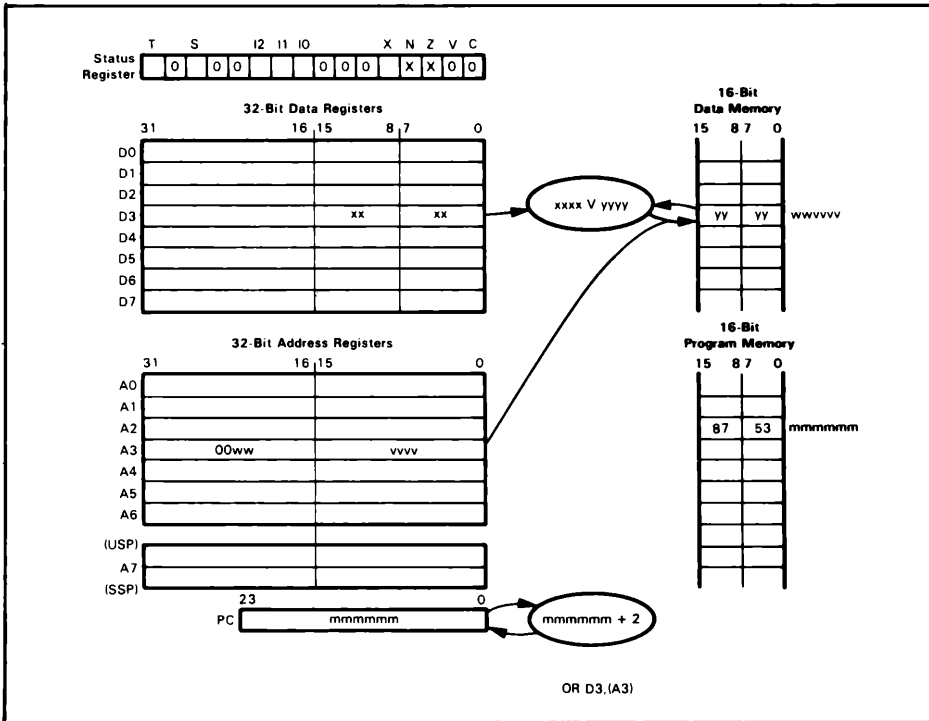 T S I2 I1 I0 X N Z V C
Status Register 0 0 0 0 0 0 X X 0 0
32-Bit Data Registers
31 16 15 8 7 0
D0
D1
D2
D3 xx xx
D4
D5
D6
D7
xxxx V yyyy
16-Bit
Data Memory
15 8 7 0
yy yy wwvvvv
32-Bit Address Registers
31 16 15 0
A0
A1
A2
A3 00ww vvvv
A4
A5
A6
(USP)
A7
(SSP)
16-Bit
Program Memory
15 8 7 0
87 53 mmmmmm
23 0
PC mmmmmmm
mmmmmm + 2
OR D3,(A3)